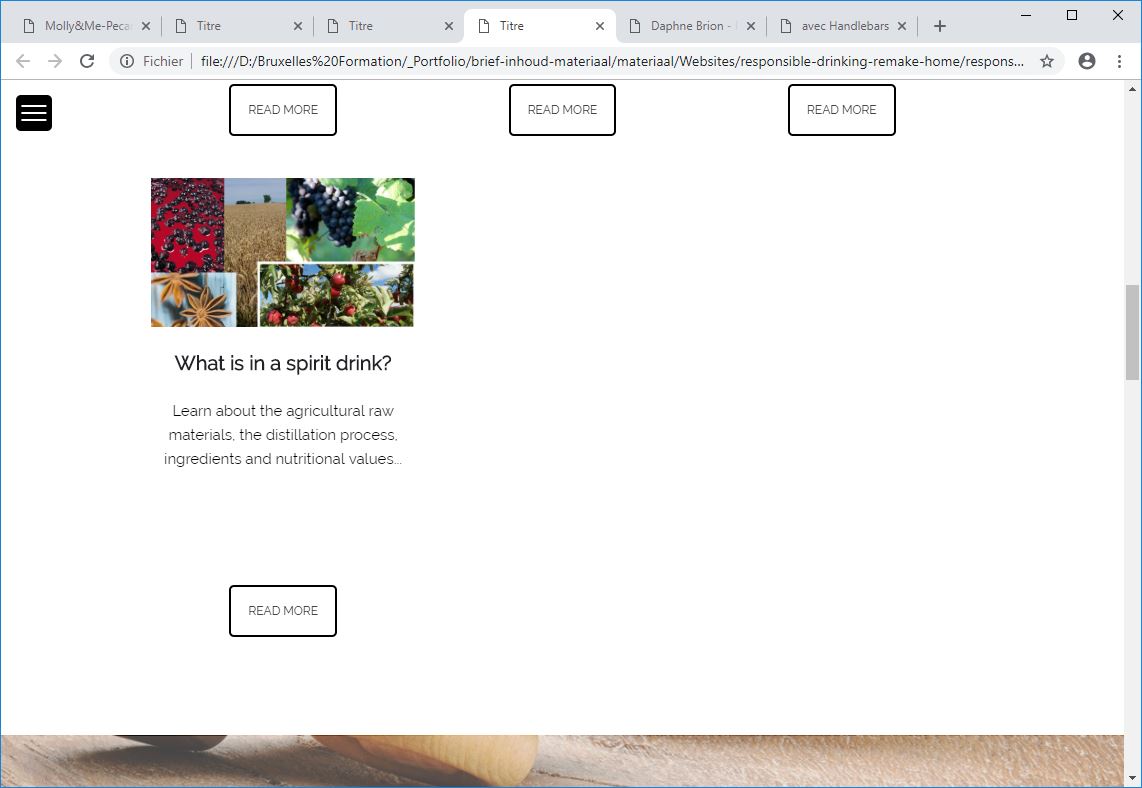 Molly&Me-Peca
Titre
Titre
Titre
Daphne Brion -
avec Handlebars
Fichier
file:///D:/Bruxelles%20Formation/_Portfolio/brief-inhoud-materiaal/materiaal/Websites/responsible-drinking-remake-home/respons...
READ MORE
READ MORE
READ MORE
What is in a spirit drink?
Learn about the agricultural raw
materials, the distillation process,
ingredients and nutritional values...
READ MORE